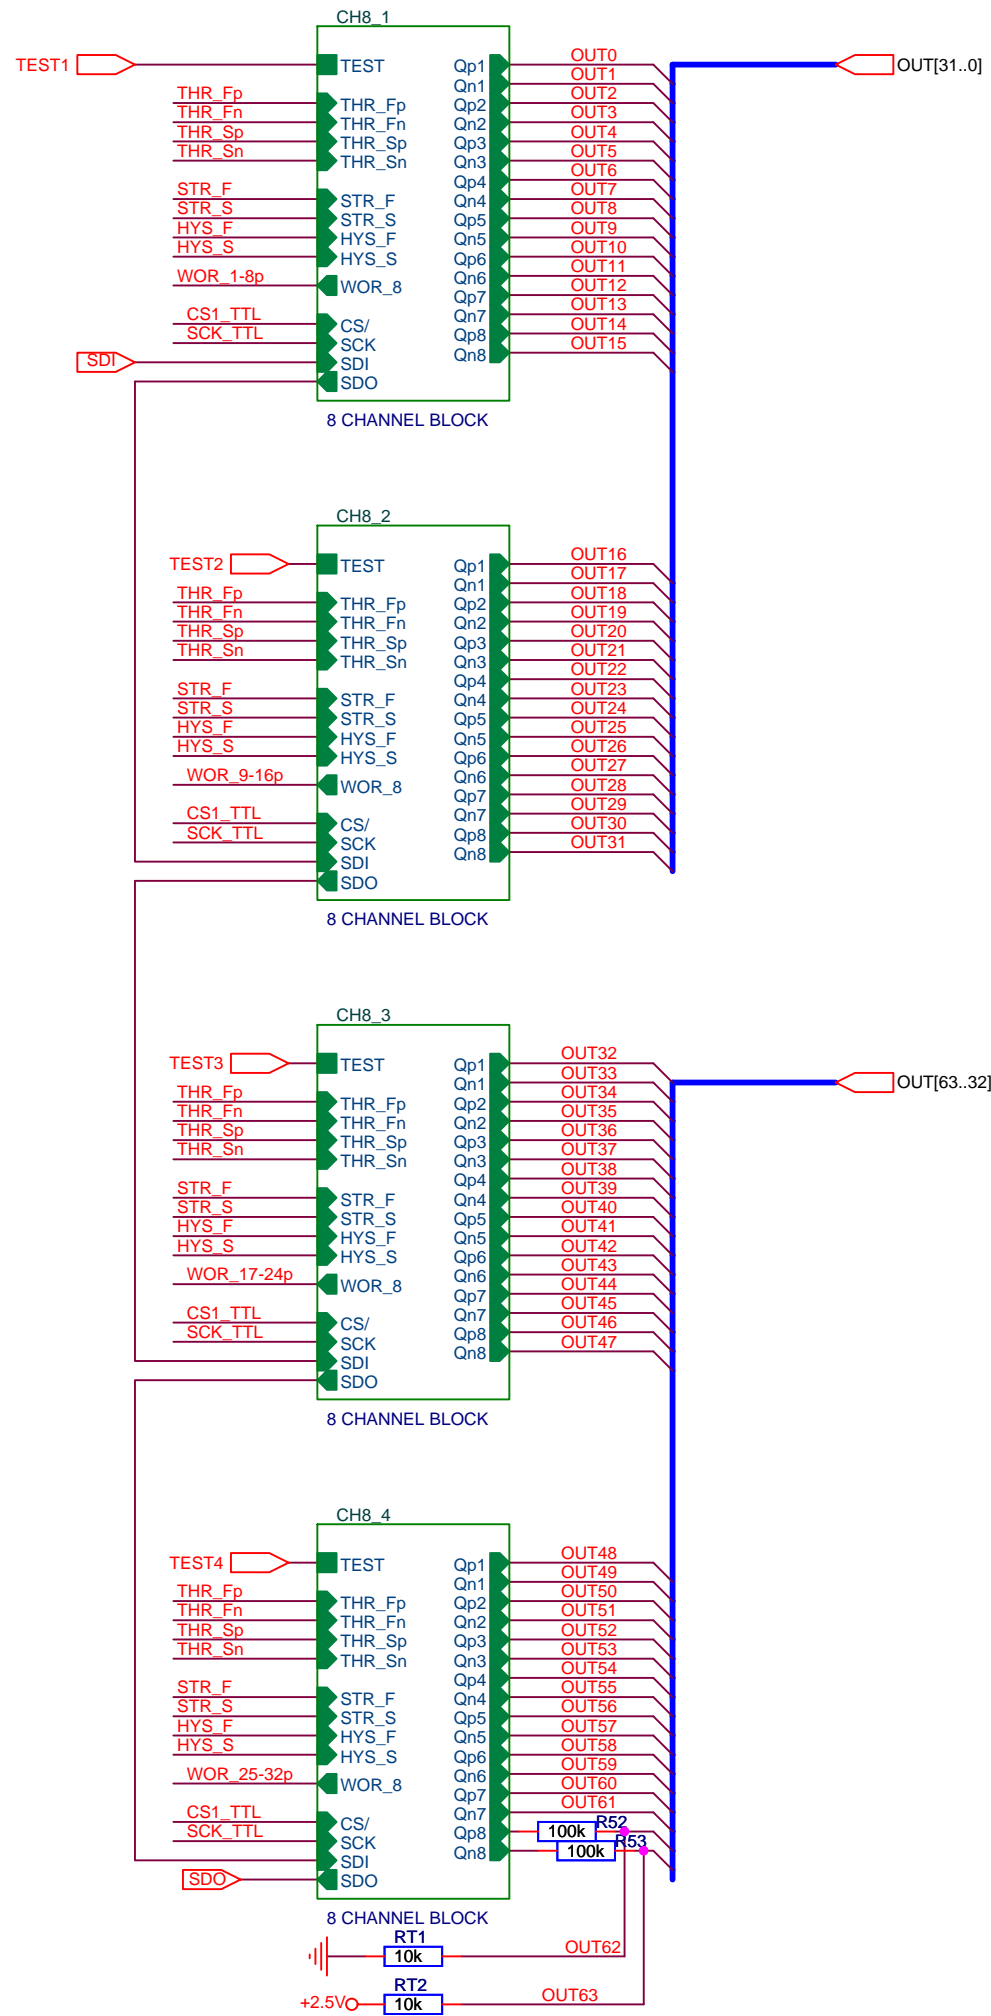 CH8_1
TEST1 TEST Qp1 OUT0 OUT[31..0]
Qn1 OUT1
THR_Fp THR_Fp Qp2 OUT2
THR_Fn THR_Fn Qn2 OUT3
THR_Sp THR_Sp Qp3 OUT4
THR_Sn THR_Sn Qn3 OUT5
Qp4 OUT6
STR_F STR_F Qn4 OUT7
STR_S STR_S Qp5 OUT8
HYS_F HYS_F Qn5 OUT9
HYS_S HYS_S Qp6 OUT10
WOR_1-8p WOR_8 Qn6 OUT11
Qp7 OUT12
CS1_TTL CS/ Qn7 OUT13
SCK_TTL SCK Qp8 OUT14
SDI SDI Qn8 OUT15
SDO
8 CHANNEL BLOCK
CH8_2
TEST2 TEST Qp1 OUT16
Qn1 OUT17
THR_Fp THR_Fp Qp2 OUT18
THR_Fn THR_Fn Qn2 OUT19
THR_Sp THR_Sp Qp3 OUT20
THR_Sn THR_Sn Qn3 OUT21
Qp4 OUT22
STR_F STR_F Qn4 OUT23
STR_S STR_S Qp5 OUT24
HYS_F HYS_F Qn5 OUT25
HYS_S HYS_S Qp6 OUT26
WOR_9-16p WOR_8 Qn6 OUT27
Qp7 OUT28
CS1_TTL CS/ Qn7 OUT29
SCK_TTL SCK Qp8 OUT30
SDI Qn8 OUT31
SDO
8 CHANNEL BLOCK
CH8_3
TEST3 TEST Qp1 OUT32
Qn1 OUT33 OUT[63..32]
THR_Fp THR_Fp Qp2 OUT34
THR_Fn THR_Fn Qn2 OUT35
THR_Sp THR_Sp Qp3 OUT36
THR_Sn THR_Sn Qn3 OUT37
Qp4 OUT38
STR_F STR_F Qn4 OUT39
STR_S STR_S Qp5 OUT40
HYS_F HYS_F Qn5 OUT41
HYS_S HYS_S Qp6 OUT42
WOR_17-24p WOR_8 Qn6 OUT43
Qp7 OUT44
CS1_TTL CS/ Qn7 OUT45
SCK_TTL SCK Qp8 OUT46
SDI Qn8 OUT47
SDO
8 CHANNEL BLOCK
CH8_4
TEST4 TEST Qp1 OUT48
Qn1 OUT49
THR_Fp THR_Fp Qp2 OUT50
THR_Fn THR_Fn Qn2 OUT51
THR_Sp THR_Sp Qp3 OUT52
THR_Sn THR_Sn Qn3 OUT53
Qp4 OUT54
STR_F STR_F Qn4 OUT55
STR_S STR_S Qp5 OUT56
HYS_F HYS_F Qn5 OUT57
HYS_S HYS_S Qp6 OUT58
WOR_25-32p WOR_8 Qn6 OUT59
Qp7 OUT60
CS1_TTL CS/ Qn7 OUT61
SCK_TTL SCK Qp8 100k R52
SDI Qn8 100k R53
SDO SDO
8 CHANNEL BLOCK
RT1
10k OUT62
RT2
+2.5V 10k OUT63